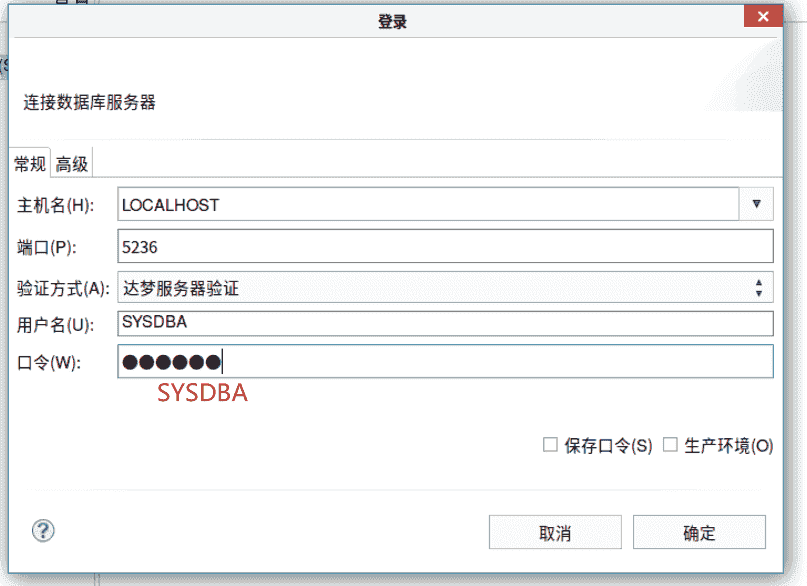 登录
连接数据库服务器
常规 高级
主机名(H): LOCALHOST
端口(P): 5236
验证方式(A): 达梦服务器验证
用户名(U): SYSDBA
口令(W): ●●●●●●
SYSDBA
保存口令(S) 生产环境(O)
取消 确定